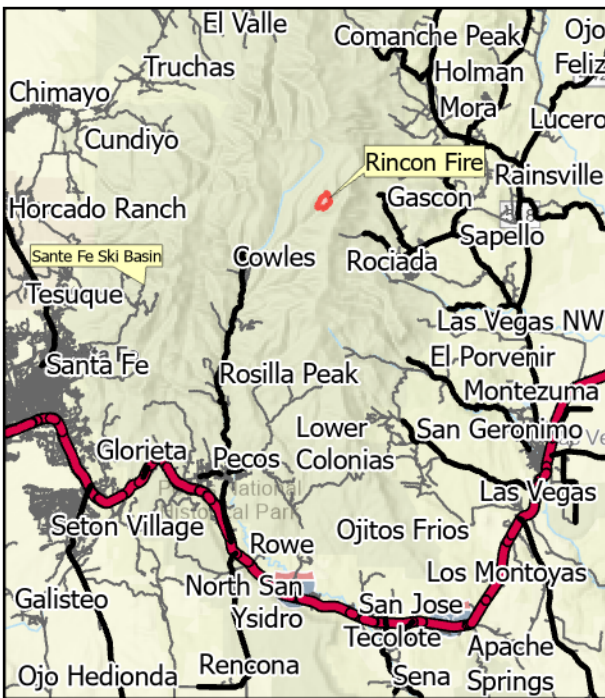 El Valle
Comanche Peak
Ojo
Feliz
Truchas
Holman
Chimayo
Mora
Lucero
Cundiyo
Rincon Fire
Rainsville
Gascon
Horcado Ranch
518
Sapello
Sante Fe Ski Basin
Cowles
Rociada
Tesuque
Las Vegas NW
El Porvenir
Santa Fe
Rosilla Peak
Montezuma
Lower
Colonias
San Geronimo
Glorieta
Pecos
Las Vegas
Seton Village
Ojitos Frios
Rowe
Los Montoyas
North San
Ysidro
Galisteo
San Jose
Tecolote
Apache
Springs
Rencona
Ojo Hedionda
Sena